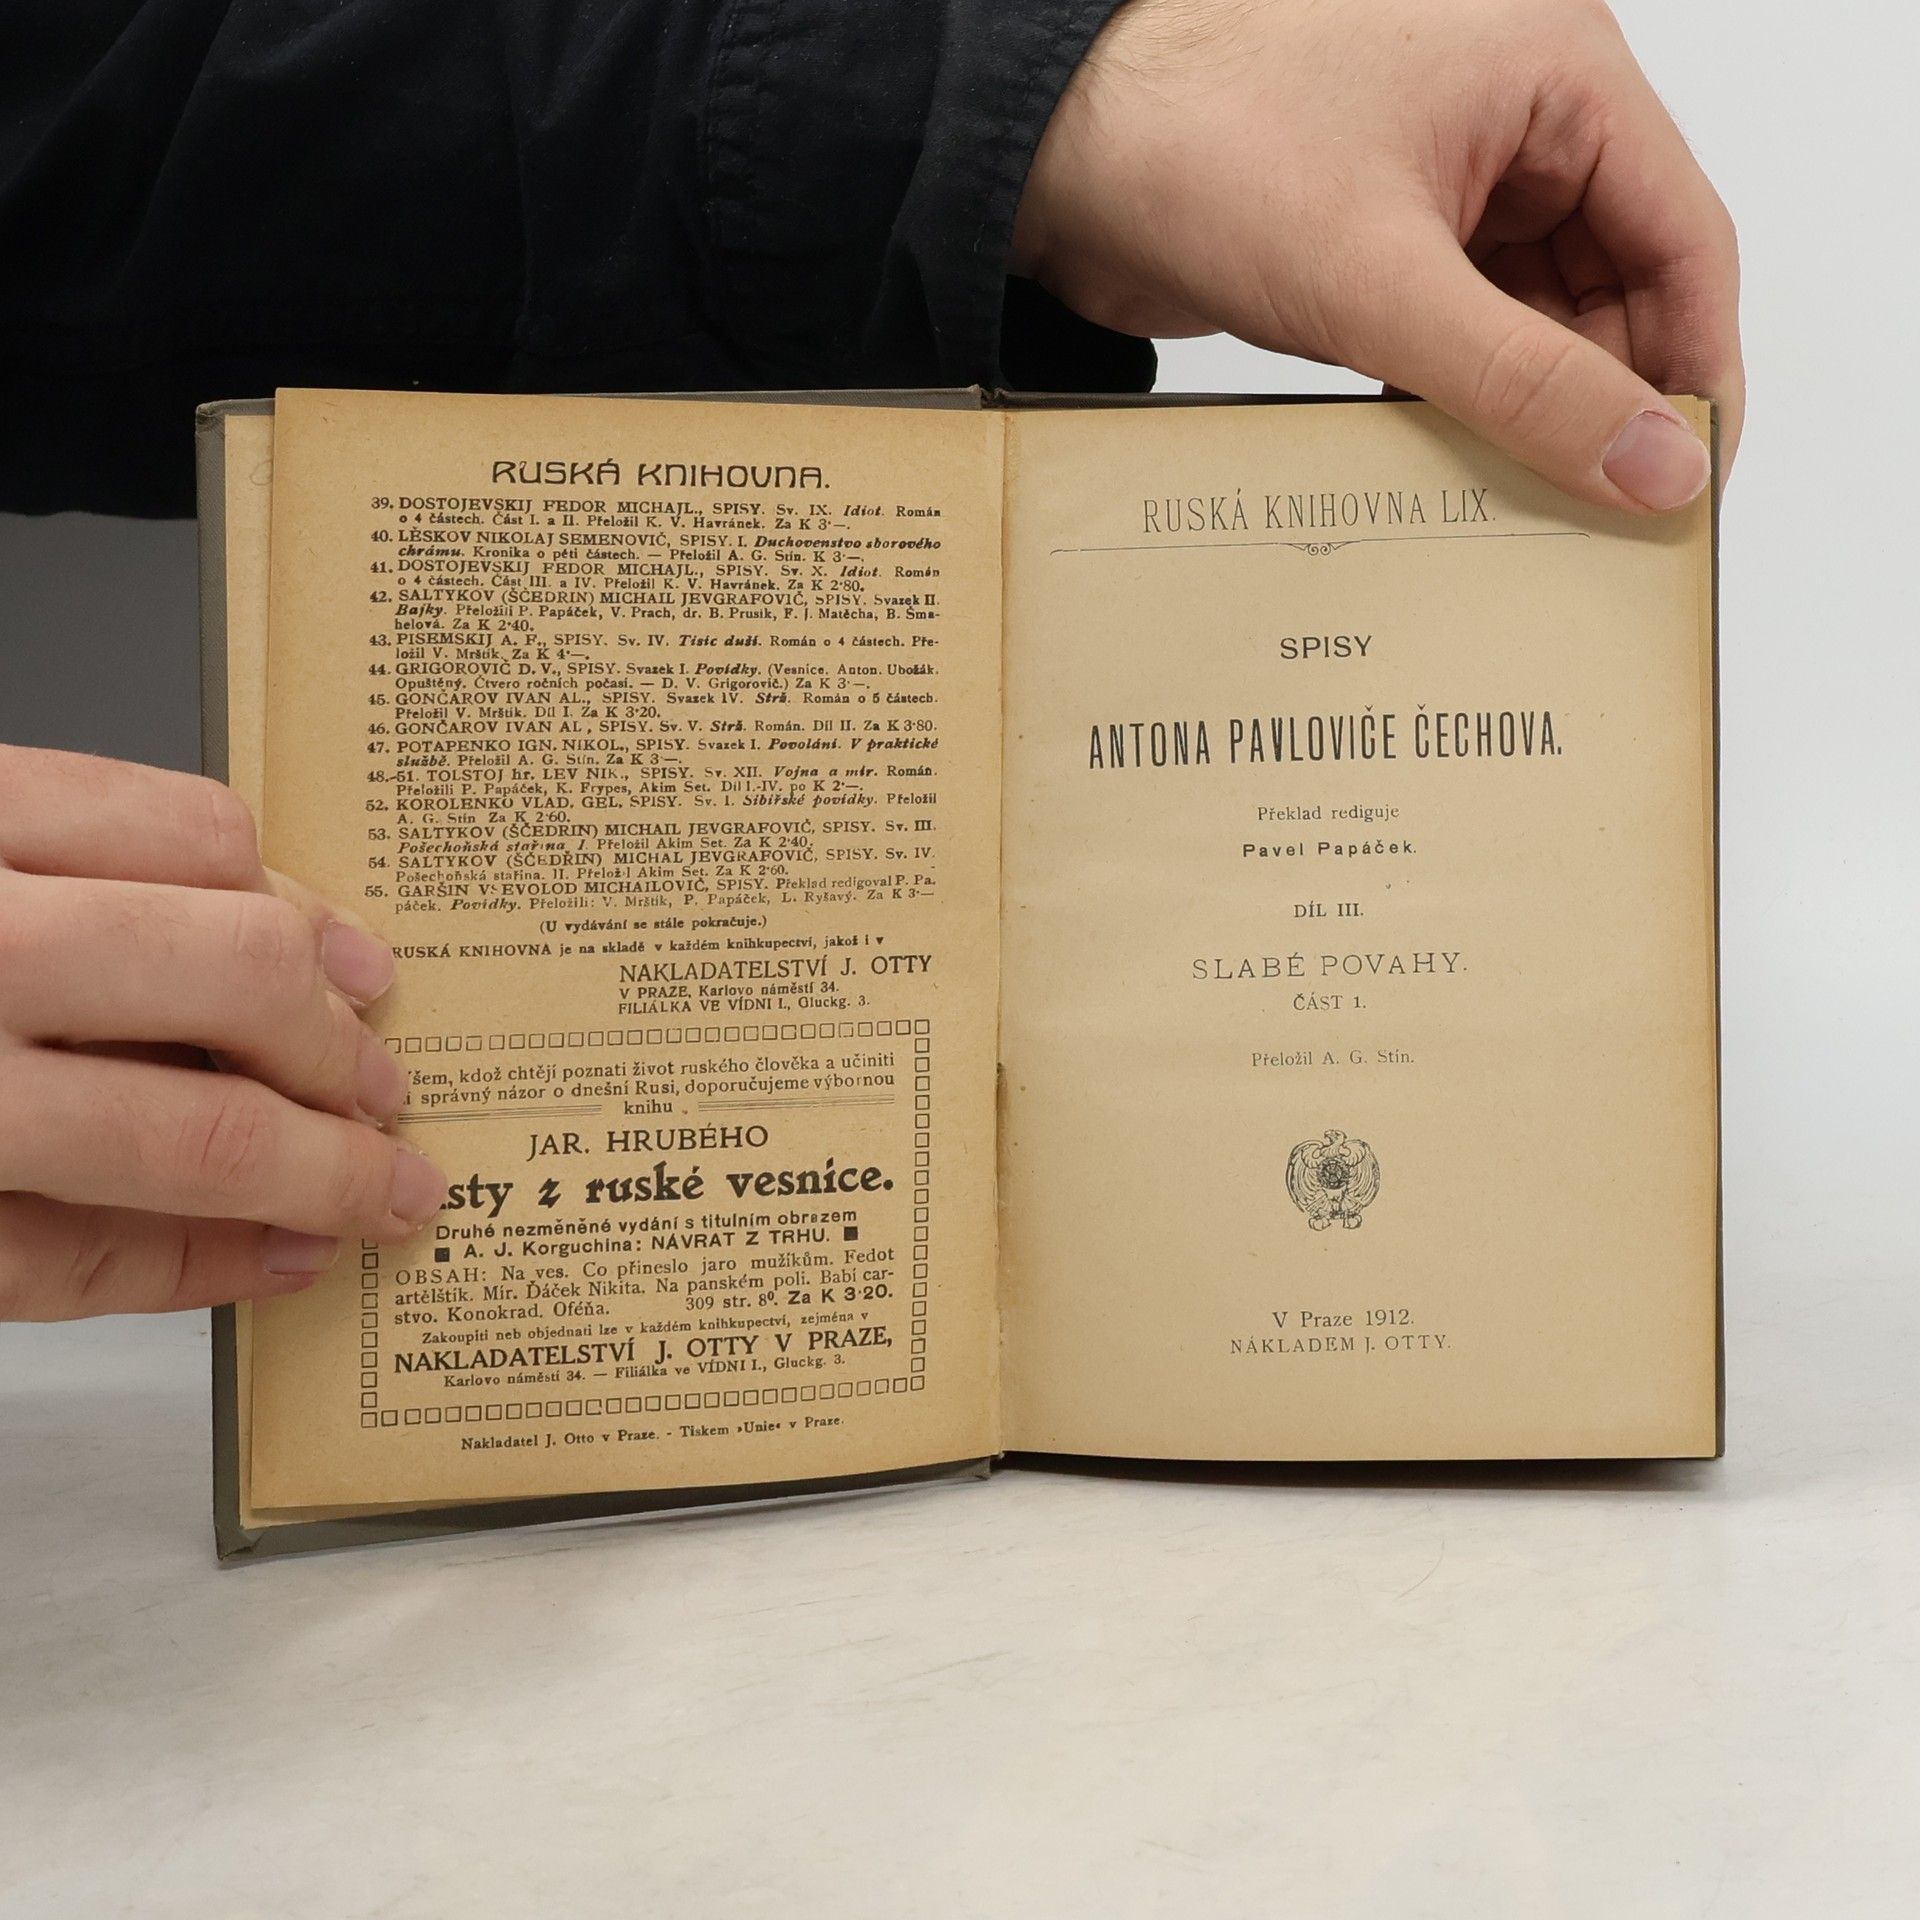 RUSKÁ KNIHOVNA.
39. DOSTOJEVSKIJ FEDOR MICHAJL., SPISY. Sv. IX. Idiot. Román
o 4 částech. Část I. a II. Přeložil K. V. Havránek. Za K 3·—.
40. LĚSKOV NIKOLAJ SEMENOVIČ, SPISY. I. Duchovenstvo sborového
chrámu. Kronika o pěti částech. — Přeložil A. G. Stín. K 3·—.
41. DOSTOJEVSKIJ FEDOR MICHAJL., SPISY. Sv. X. Idiot. Román
o 4 částech. Část III. a IV. Přeložil K. V. Havránek. Za K 2·80.
42. SALTYKOV (ŠČEDRIN) MICHAIL JEVGRAFOVIČ, SPISY. Svazek II.
Bajky. Přeložili P. Papáček, V. Prach, dr. B. Prusík, F. J. Matěcha, B. Šma-
helová. Za K 2·40.
43. PISEMSKIJ A. F., SPISY. Sv. IV. Tisíc duší. Román o 4 částech. Pře-
ložil V. Mrštík. Za K 4·—.
44. GRIGOROVIČ D. V., SPISY. Svazek I. Povídky. (Vesnice. Anton. Ubožák.
Opuštěný. Čtvero ročních počasí. — D. V. Grigorovič.) Za K 3·—.
45. GONČAROV IVAN AL., SPISY. Svazek IV. Strž. Román o 5 částech.
Přeložil V. Mrštík. Díl I. Za K 3·20.
46. GONČAROV IVAN AL, SPISY. Sv. V. Strž. Román. Díl II. Za K 3·80.
47. POTAPENKO IGN. NIKOL., SPISY. Svazek I. Povolání. V praktické
službě. Přeložil A. G. Stín. Za K 3·—.
48.-51. TOLSTOJ hr. LEV NIK., SPISY. Sv. XII. Vojna a mír. Román.
Přeložili P. Papáček, K. Frypes, Akim Set. Díl I.-IV. po K 2·—.
52. KOROLENKO VLAD. GEL. SPISY. Sv. I. Sibiřské povídky. Přeložil
A. G. Stín Za K 2·60.
53. SALTYKOV (ŠČEDRIN) MICHAIL JEVGRAFOVIČ, SPISY. Sv. III.
Pošechoňská stařina. I. Přeložil Akim Set. Za K 2·40.
54. SALTYKOV (ŠČEDŘIN) MICHAL JEVGRAFOVIČ, SPISY. Sv. IV.
Pošechoňská stařina. II. Přeložil Akim Set. Za K 2·60.
55. GARŠIN VSEVOLOD MICHAILOVIČ, SPISY. Překlad redigoval P. Pa-
páček. Povídky. Přeložili: V. Mrštík, P. Papáček, L. Ryšavý. Za K 3·—
(U vydávání se stále pokračuje.)
RUSKÁ KNIHOVNA je na skladě v každém knihkupectví, jakož i v
NAKLADATELSTVÍ J. OTTY
V PRAZE, Karlovo náměstí 34.
FILIÁLKA VE VÍDNI I., Gluckg. 3.
šem, kdož chtějí poznati život ruského člověka a učiniti
i správný názor o dnešní Rusi, doporučujeme výbornou
knihu
JAR. HRUBÉHO
sty z ruské vesnice.
Druhé nezměněné vydání s titulním obrazem
A. J. Korguchina: NÁVRAT Z TRHU.
OBSAH: Na ves. Co přineslo jaro mužíkům. Fedot
artělštík. Mír. Ďáček Nikita. Na panském poli. Babí car-
stvo. Konokrad. Oféňa. 309 str. 8⁰. Za K 3·20.
Zakoupiti neb objednati lze v každém knihkupectví, zejména v
NAKLADATELSTVÍ J. OTTY V PRAZE,
Karlovo náměstí 34. — Filiálka ve VÍDNI I., Gluckg. 3.
Nakladatel J. Otto v Praze. - Tiskem »Unie« v Praze.
RUSKÁ KNIHOVNA LIX.
SPISY
ANTONA PAVLOVIČE ČECHOVA.
Překlad rediguje
Pavel Papáček.
DÍL III.
SLABÉ POVAHY.
ČÁST 1.
Přeložil A. G. Stín.
V Praze 1912.
NÁKLADEM J. OTTY.